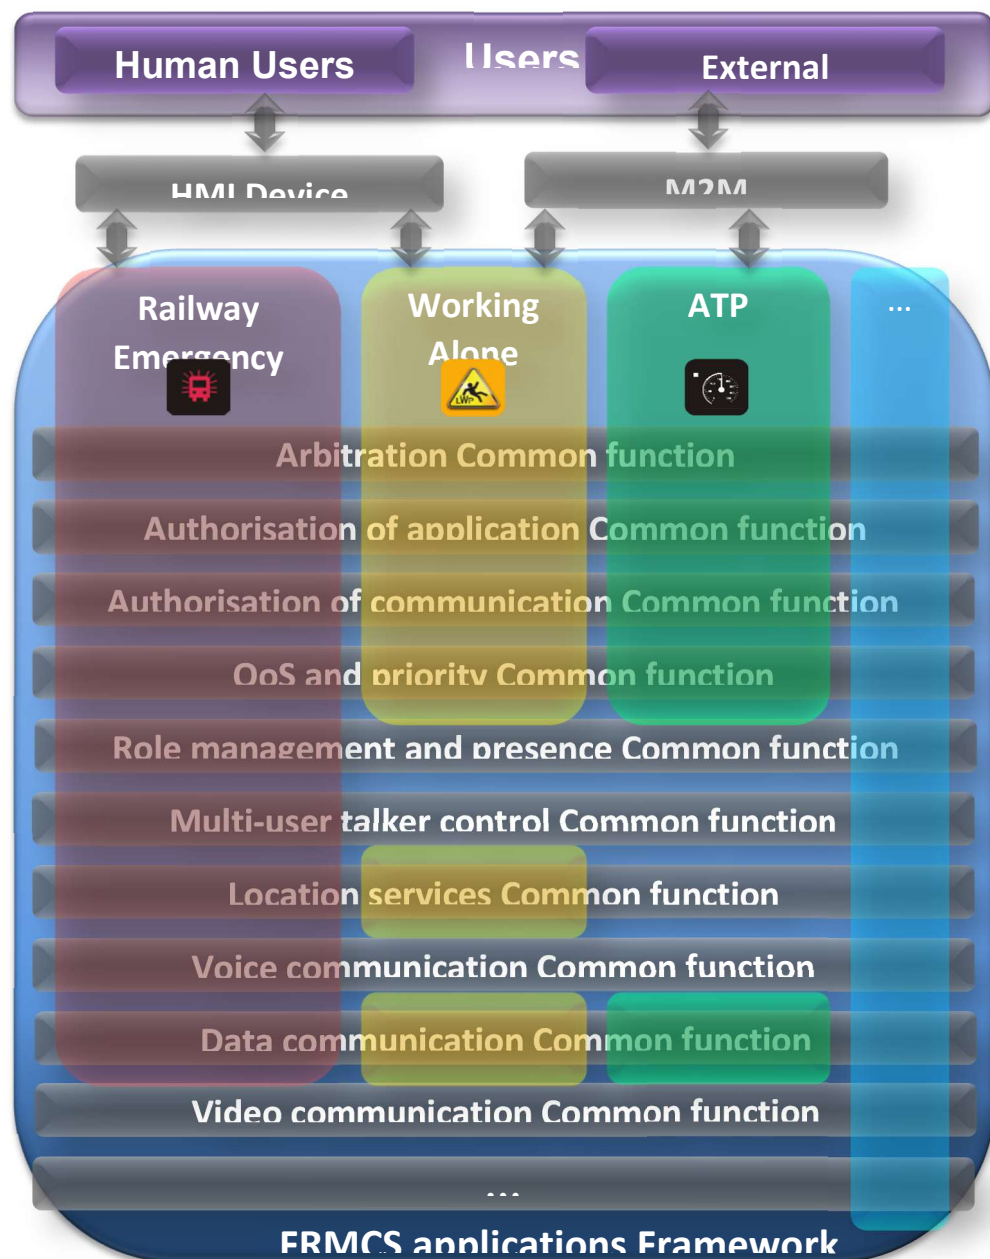 Users
Human Users
External
HMI Device
M2M
Railway
Emergency
Working
Alone
LWP
ATP
...
Arbitration Common function
Authorisation of application Common function
Authorisation of communication Common function
QoS and priority Common function
Role management and presence Common function
Multi-user talker control Common function
Location services Common function
Voice communication Common function
Data communication Common function
Video communication Common function
...
FRMCS applications Framework